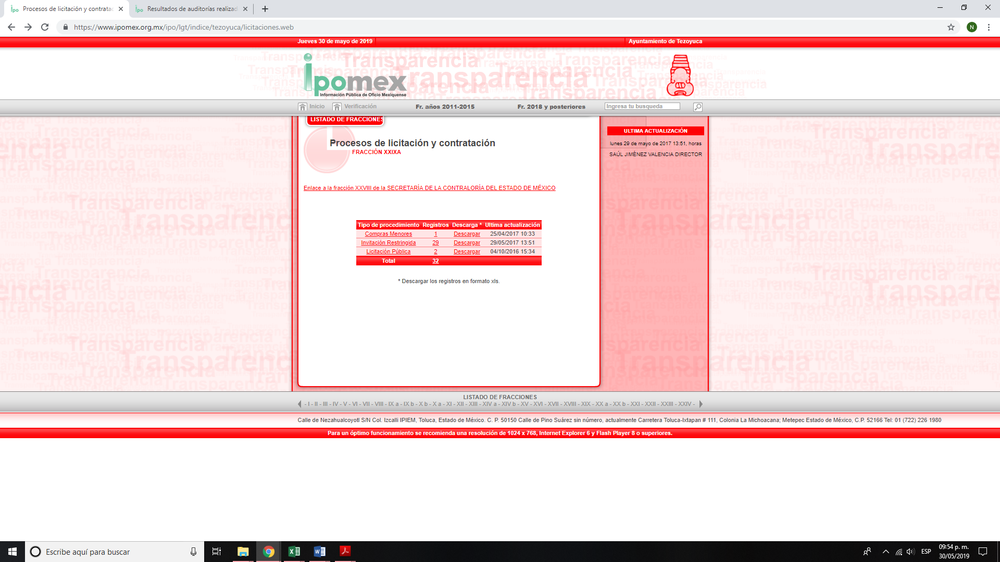 Procesos de licitación y contratac
Resultados de auditorías realizad
https://www.ipomex.org.mx/ipo/lgt/indice/tezoyuca/licitaciones.web
N
Jueves 30 de mayo de 2019
Ayuntamiento de Tezoyuca
Transparencia
ipomex
Información Pública de Oficio Mexiquense
Inicio
Verificación
Fr. años 2011-2015
Fr. 2018 y posteriores
Ingresa tu busqueda
LISTADO DE FRACCIONES
Procesos de licitación y contratación
FRACCIÓN XXIXA
ULTIMA ACTUALIZACIÓN
lunes 29 de mayo de 2017 13:51, horas
SAÚL JIMÉNEZ VALENCIA DIRECTOR
Enlace a la fracción XXVIII de la SECRETARÍA DE LA CONTRALORÍA DEL ESTADO DE MÉXICO
Tipo de procedimiento Registros Descarga * Ultima actualización
Compras Menores 1 Descargar 25/04/2017 10:33
Invitación Restringida 29 Descargar 29/05/2017 13:51
Licitación Pública 2 Descargar 04/10/2016 15:34
Total 32
* Descargar los registros en formato xls.
LISTADO DE FRACCIONES
- I - II - III - IV - V - VI - VII - VIII - IX a - IX b - X b - X a - XI - XII - XIII - XIV a - XIV b - XV - XVI - XVII - XVIII - XIX - XX a - XX b - XXI - XXII - XXIII - XXIV -
Calle de Nezahualcoyotl S/N Col. Izcalli IPIEM, Toluca, Estado de México. C. P. 50150 Calle de Pino Suárez sin número, actualmente Carretera Toluca-Ixtapan # 111, Colonia La Michoacana; Metepec Estado de México, C.P. 52166 Tel: 01 (722) 226 1980
Para un óptimo funcionamiento se recomienda una resolución de 1024 x 768, Internet Explorer 6 y Flash Player 8 o superiores.
Escribe aquí para buscar
ESP
09:54 p. m.
30/05/2019